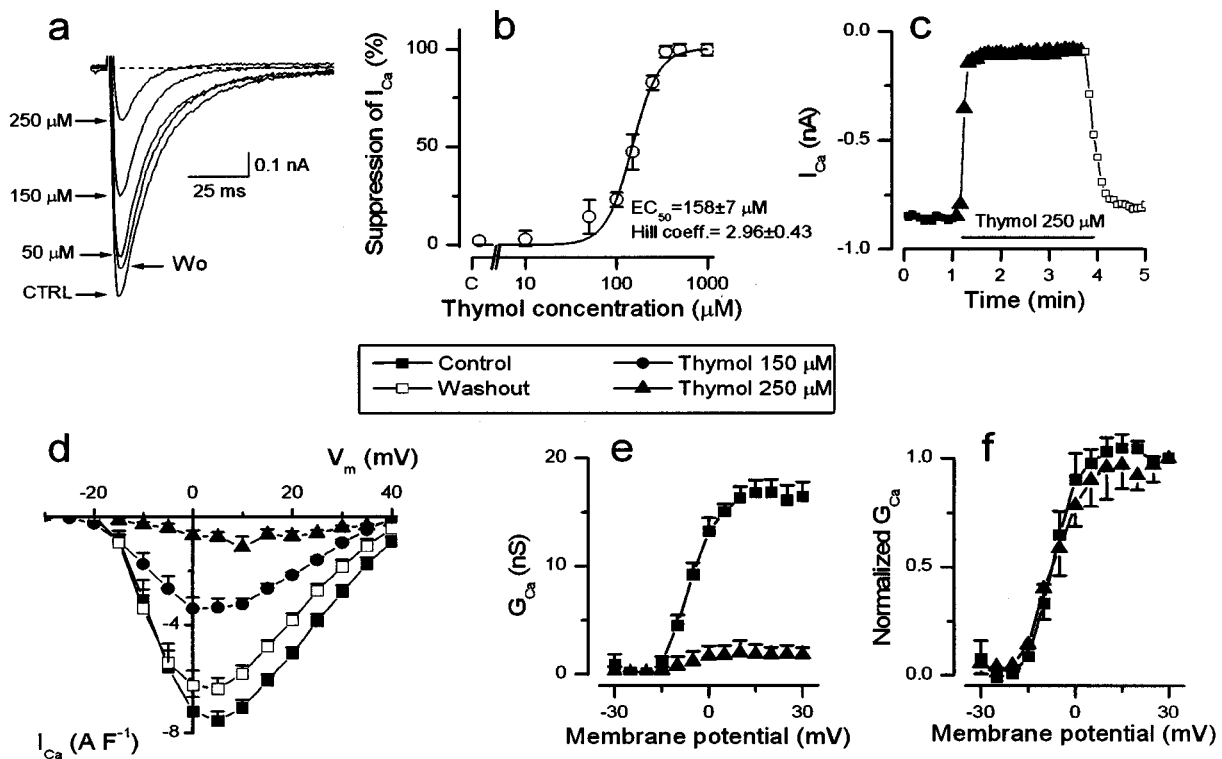 a
250 μM
150 μM
50 μM
CTRL
Wo
0.1 nA
25 ms
b
Suppression of I_Ca (%)
100
50
0
EC_50=158±7 μM
Hill coeff.= 2.96±0.43
C 10 100 1000
Thymol concentration (μM)
c
I_Ca (nA)
0.0
-0.5
-1.0
Thymol 250 μM
0 1 2 3 4 5
Time (min)
Control
Thymol 150 μM
Washout
Thymol 250 μM
d
V_m (mV)
-20 0 20 40
-4
-8
I_Ca (A F^-1)
e
G_Ca (nS)
20
10
0
-30 0 30
Membrane potential (mV)
f
Normalized G_Ca
1.0
0.5
0.0
-30 0 30
Membrane potential (mV)